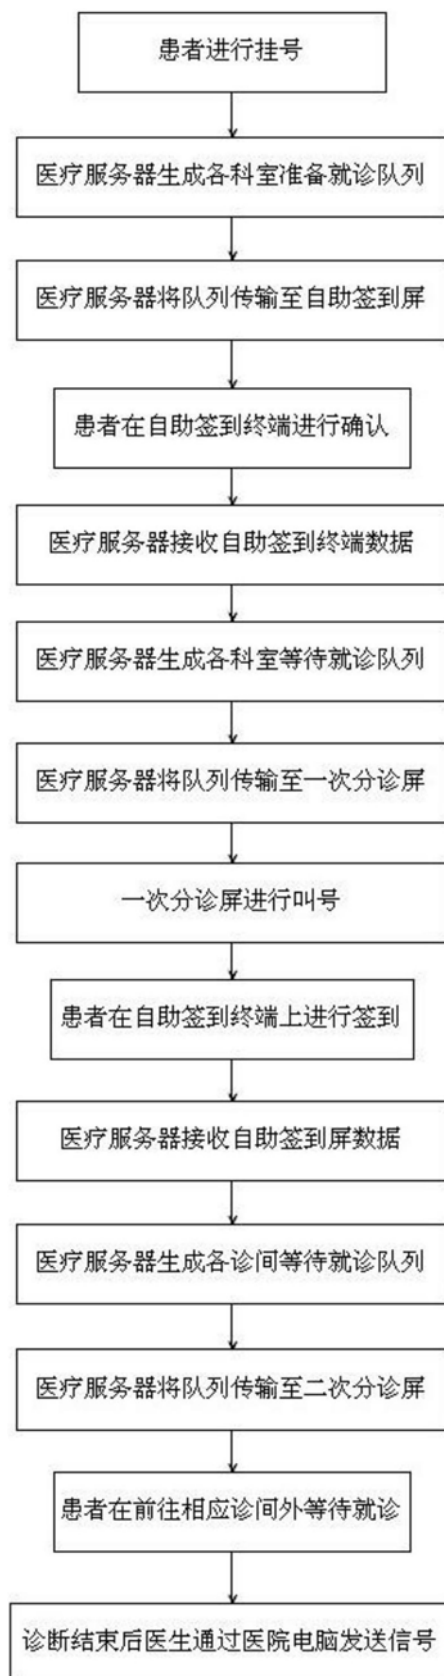 患者进行挂号
医疗服务器生成各科室准备就诊队列
医疗服务器将队列传输至自助签到屏
患者在自助签到终端进行确认
医疗服务器接收自助签到终端数据
医疗服务器生成各科室等待就诊队列
医疗服务器将队列传输至一次分诊屏
一次分诊屏进行叫号
患者在自助签到终端上进行签到
医疗服务器接收自助签到屏数据
医疗服务器生成各诊间等待就诊队列
医疗服务器将队列传输至二次分诊屏
患者在前往相应诊间外等待就诊
诊断结束后医生通过医院电脑发送信号